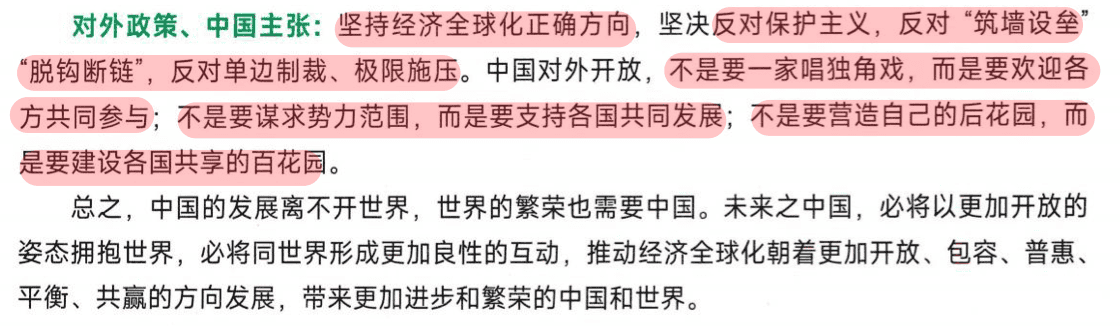 对外政策、中国主张：坚持经济全球化正确方向，坚决反对保护主义，反对“筑墙设垒”
“脱钩断链”，反对单边制裁、极限施压。中国对外开放，不是要一家唱独角戏，而是要欢迎各
方共同参与；不是要谋求势力范围，而是要支持各国共同发展；不是要营造自己的后花园，而
是要建设各国共享的百花园。
总之，中国的发展离不开世界，世界的繁荣也需要中国。未来之中国，必将以更加开放的
姿态拥抱世界，必将同世界形成更加良性的互动，推动经济全球化朝着更加开放、包容、普惠、
平衡、共赢的方向发展，带来更加进步和繁荣的中国和世界。